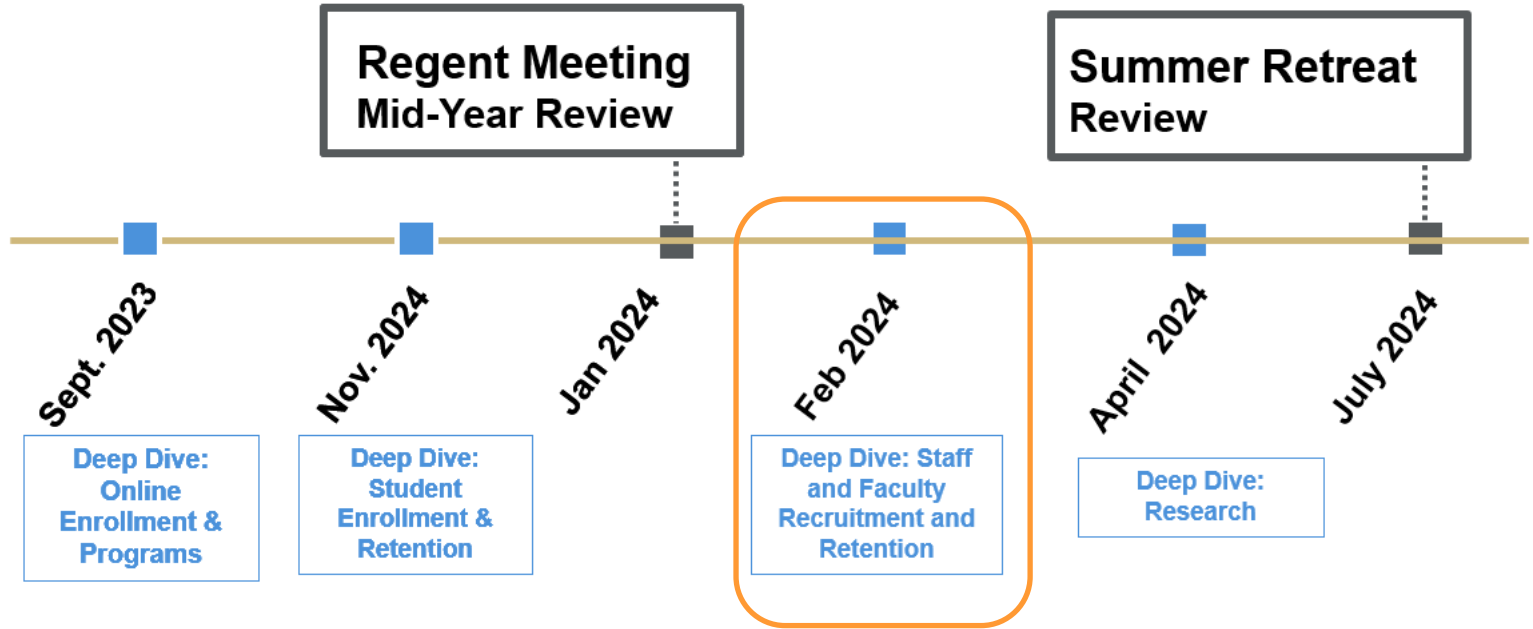 Regent Meeting
Mid-Year Review
Summer Retreat
Review
Sept. 2023
Nov. 2024
Jan 2024
Feb 2024
April 2024
July 2024
Deep Dive:
Online
Enrollment &
Programs
Deep Dive:
Student
Enrollment &
Retention
Deep Dive: Staff
and Faculty
Recruitment and
Retention
Deep Dive:
Research